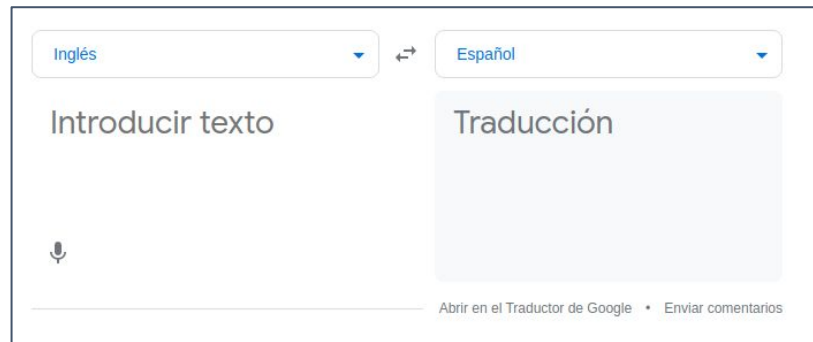 Inglés
Español
Introducir texto
Traducción
Abrir en el Traductor de Google • Enviar comentarios